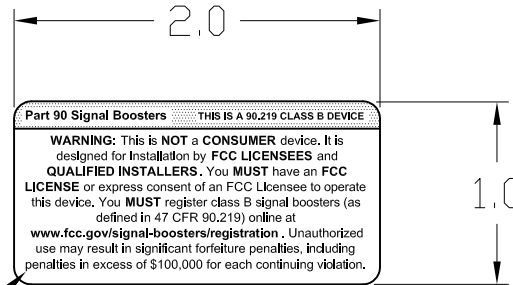 2.0
Part 90 Signal Boosters THIS IS A 90.219 CLASS B DEVICE
WARNING: This is NOT a CONSUMER device. It is
designed for installation by FCC LICENSEES and
QUALIFIED INSTALLERS. You MUST have an FCC
LICENSE or express consent of an FCC Licensee to operate
this device. You MUST register class B signal boosters (as
defined in 47 CFR 90.219) online at
www.fcc.gov/signal-boosters/registration . Unauthorized
use may result in significant forfeiture penalties, including
penalties in excess of $100,000 for each continuing violation.
1.0